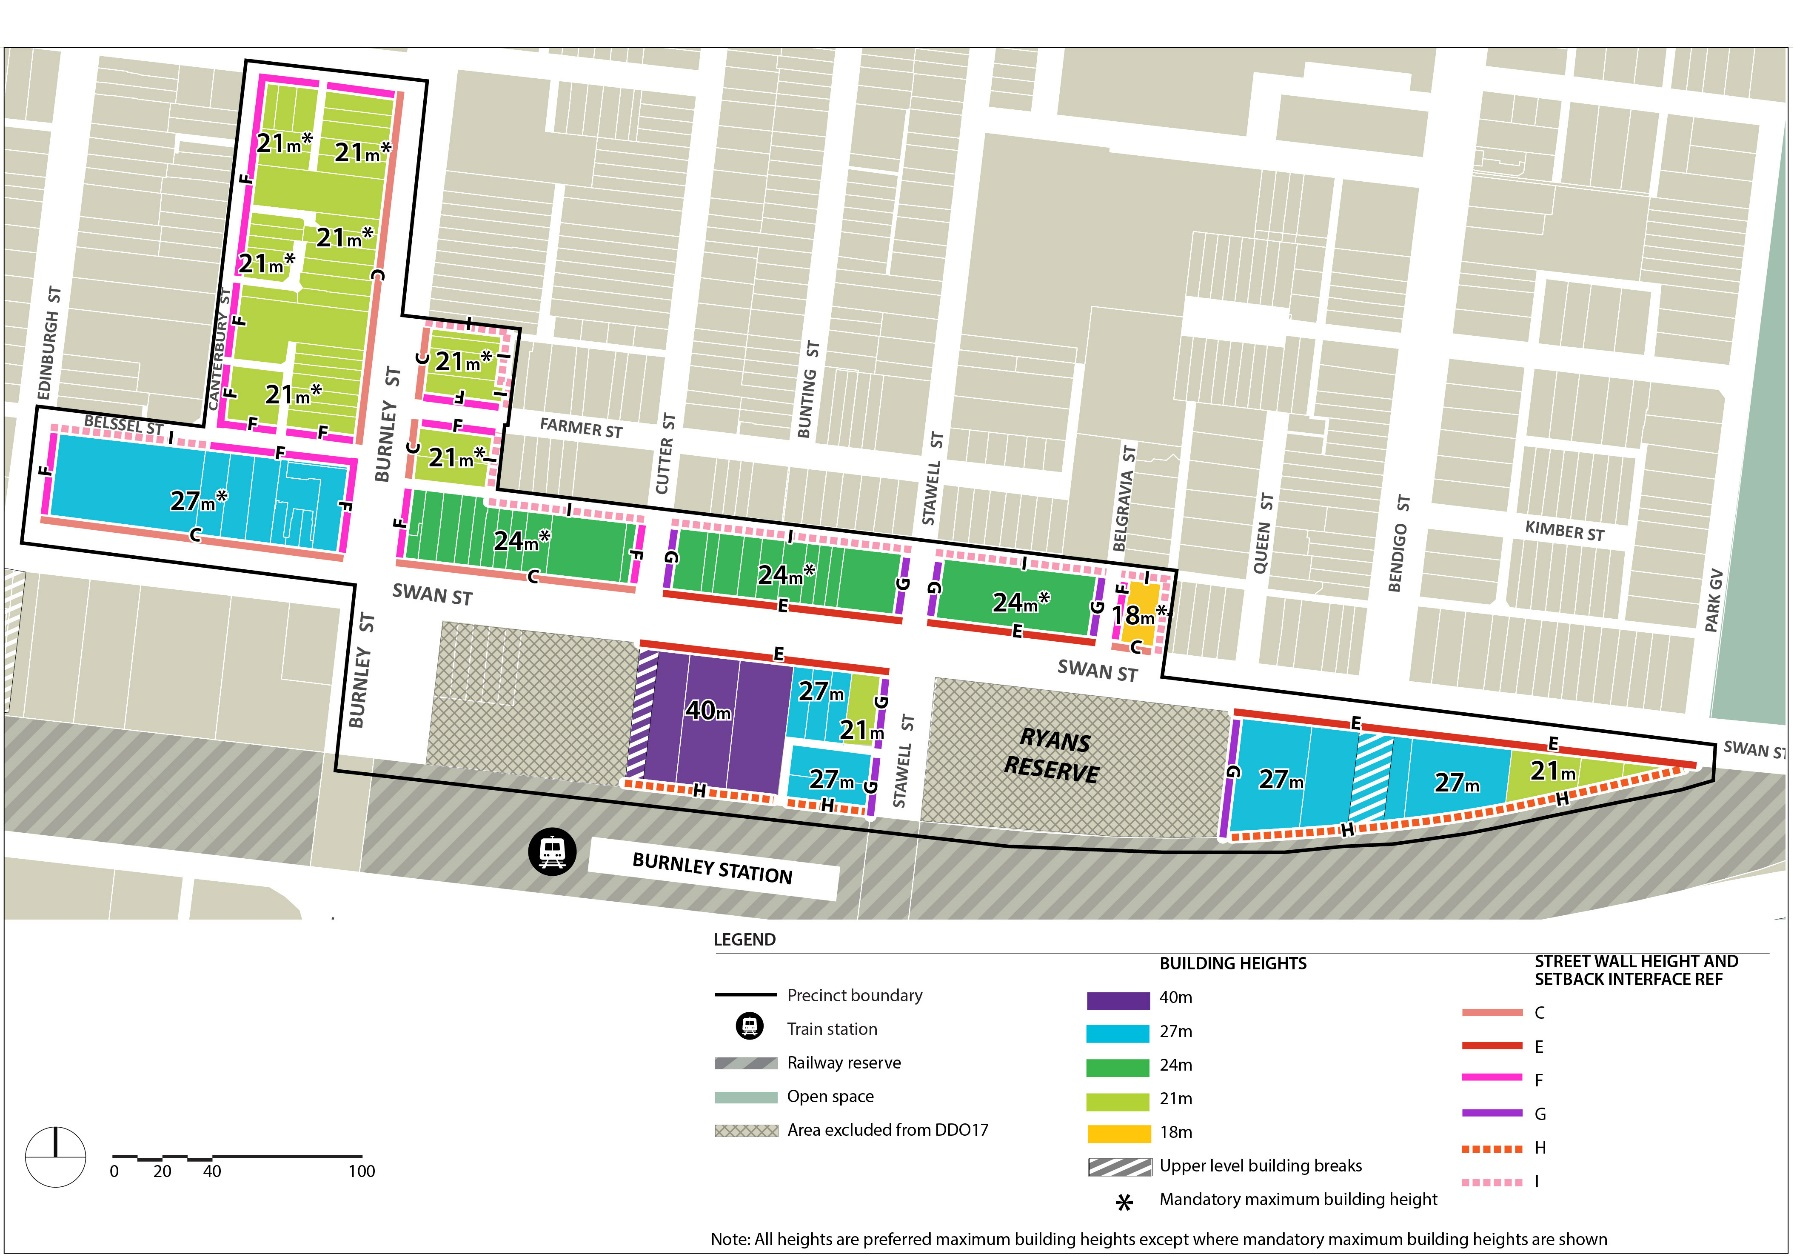 21m*
21m*
F
21m*
21m*
C
EDINBURGH ST
CANTERBURY ST
F
I
C
21m*
I
I
F
BURNLEY ST
F
21m*
F
F
BELSSEL ST
I
F
F
C
21m*
I
FARMER ST
CUTTER ST
BUNTING ST
STAWELL ST
BELGRAVIA ST
QUEEN ST
BENDIGO ST
KIMBER ST
PARK GV
F
27m*
F
C
F
I
24m*
F
C
G
I
24m*
G
E
G
I
24m*
G
E
F
I
18m*
C
SWAN ST
SWAN ST
SWAN ST
BURNLEY ST
E
40m
27m
21m
G
27m
G
H
H
STAWELL ST
RYANS
RESERVE
G
E
E
27m
27m
21m
H
H
BURNLEY STATION
LEGEND
Precinct boundary
Train station
Railway reserve
Open space
Area excluded from DDO17
BUILDING HEIGHTS
40m
27m
24m
21m
18m
Upper level building breaks
* Mandatory maximum building height
STREET WALL HEIGHT AND
SETBACK INTERFACE REF
C
E
F
G
H
I
0 20 40 100
Note: All heights are preferred maximum building heights except where mandatory maximum building heights are shown